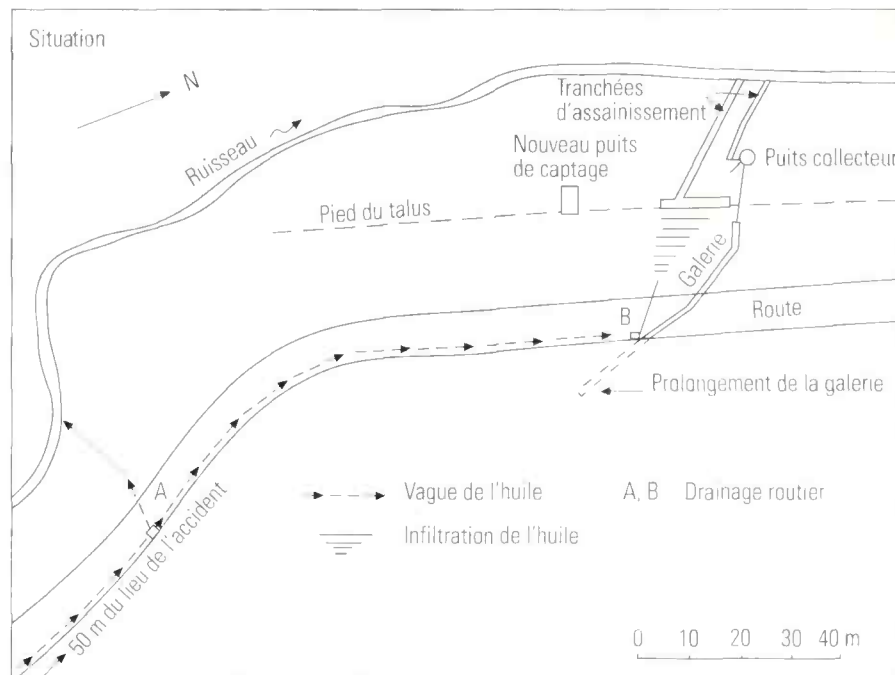 Situation
N
Ruisseau
Tranchées
d'assainissement
Nouveau puits
de captage
Puits collecteur
Pied du talus
Galerie
Route
B
Prolongement de la galerie
A
50 m du lieu de l'accident
Vague de l'huile
A, B Drainage routier
Infiltration de l'huile
0 10 20 30 40 m